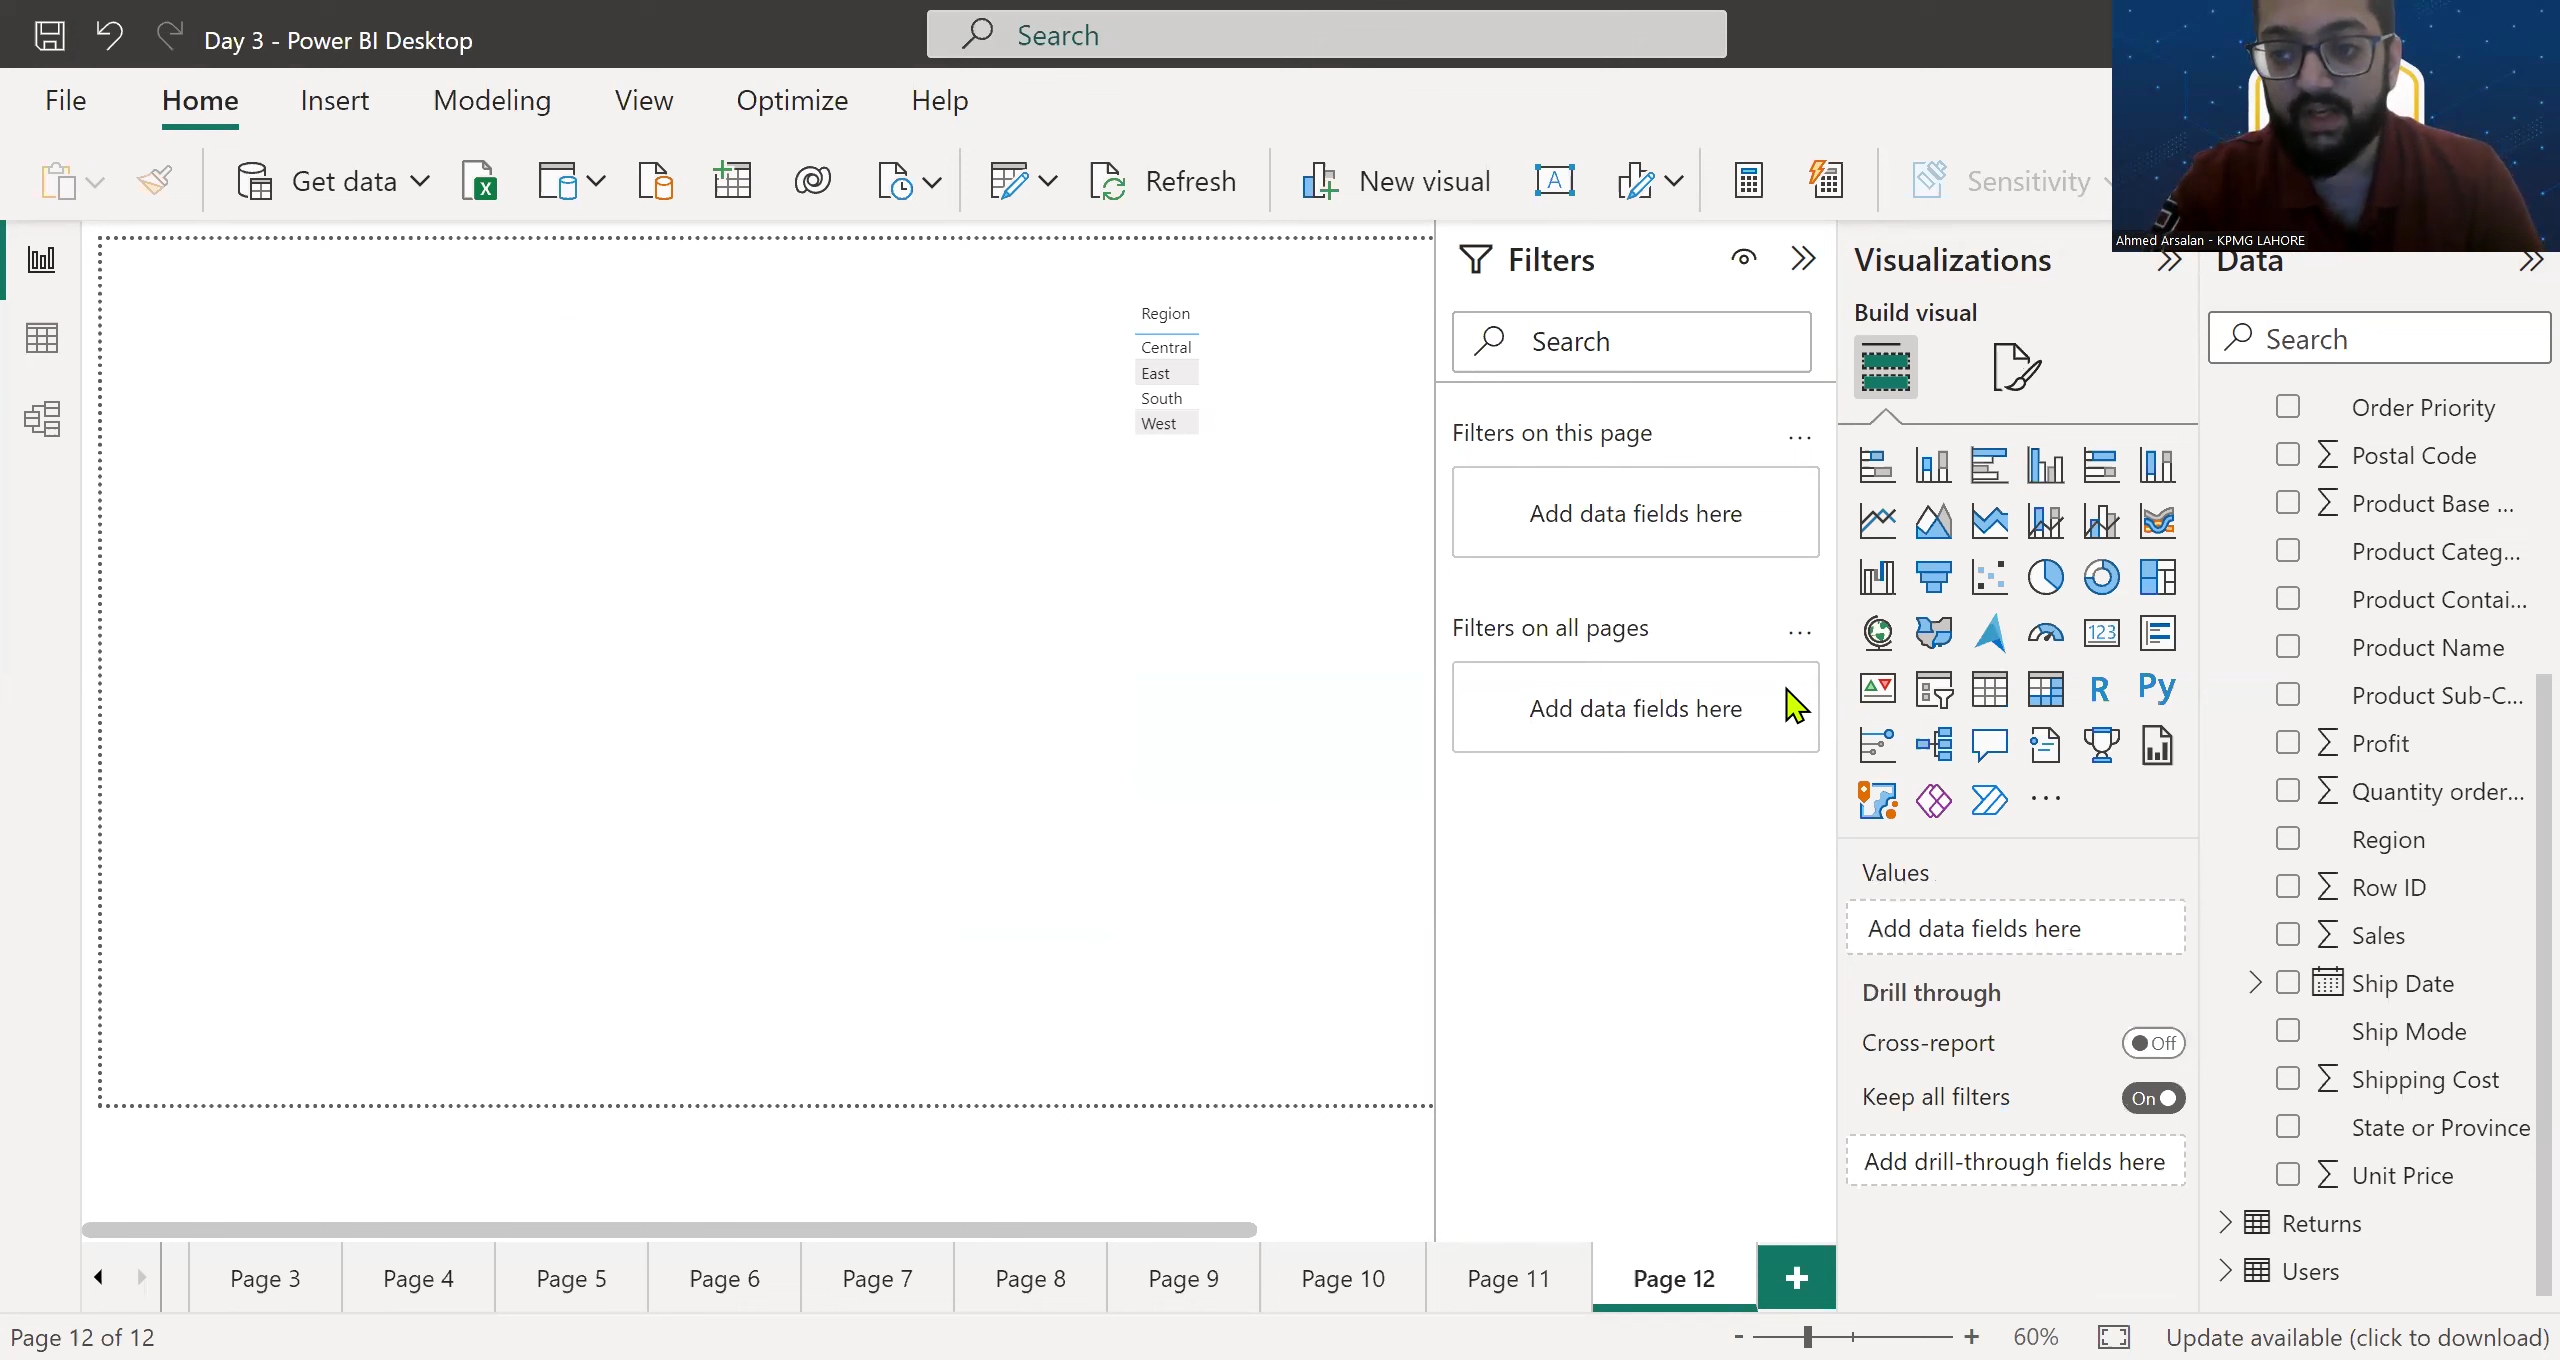 Day 3 - Power BI Desktop
Search
File Home Insert Modeling View Optimize Help
Get data
Refresh
New visual
A
Sensitivity
Ahmed Arsalan - KPMG LAHORE
Region
Central
East
South
West
Filters
Search
Filters on this page
Add data fields here
Filters on all pages
Add data fields here
Visualizations
Build visual
123
R
Py
Values
Add data fields here
Drill through
Cross-report
Off
Keep all filters
On
Add drill-through fields here
Data
Search
Order Priority
Postal Code
Product Base ...
Product Categ...
Product Contai...
Product Name
Product Sub-C...
Profit
Quantity order...
Region
Row ID
Sales
Ship Date
Ship Mode
Shipping Cost
State or Province
Unit Price
Returns
Users
Page 3 Page 4 Page 5 Page 6 Page 7 Page 8 Page 9 Page 10 Page 11 Page 12
Page 12 of 12
- + 60%
Update available (click to download)